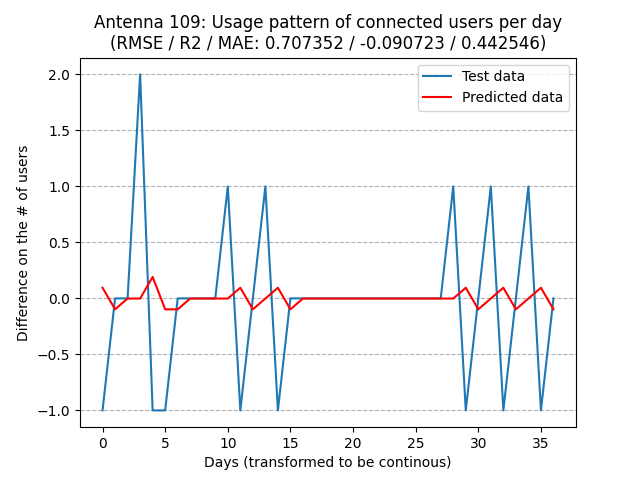 Antenna 109: Usage pattern of connected users per day
(RMSE / R2 / MAE: 0.707352 / -0.090723 / 0.442546)
Test data
Predicted data
Difference on the # of users
2.0
1.5
1.0
0.5
0.0
−0.5
−1.0
0 5 10 15 20 25 30 35
Days (transformed to be continous)